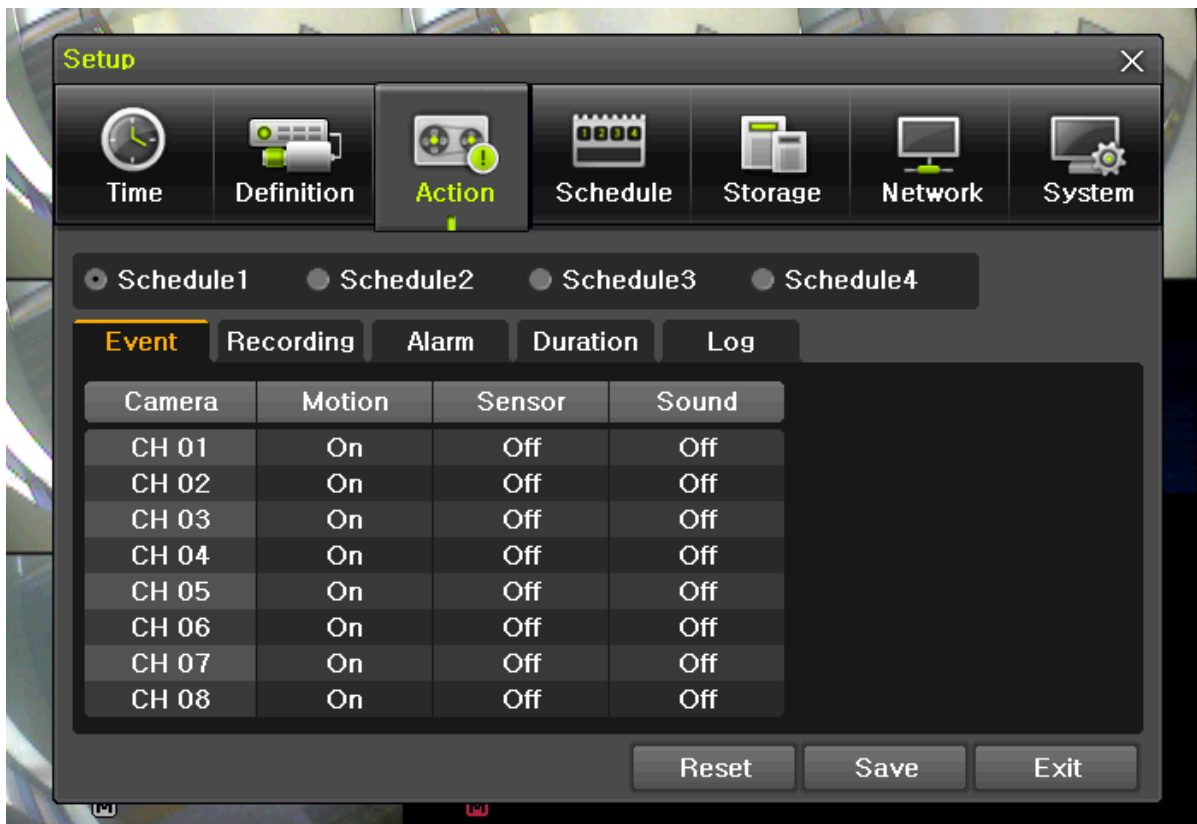 Setup
Time Definition Action Schedule Storage Network System
Schedule1 Schedule2 Schedule3 Schedule4
Event Recording Alarm Duration Log
Camera Motion Sensor Sound
CH 01 On Off Off
CH 02 On Off Off
CH 03 On Off Off
CH 04 On Off Off
CH 05 On Off Off
CH 06 On Off Off
CH 07 On Off Off
CH 08 On Off Off
Reset Save Exit